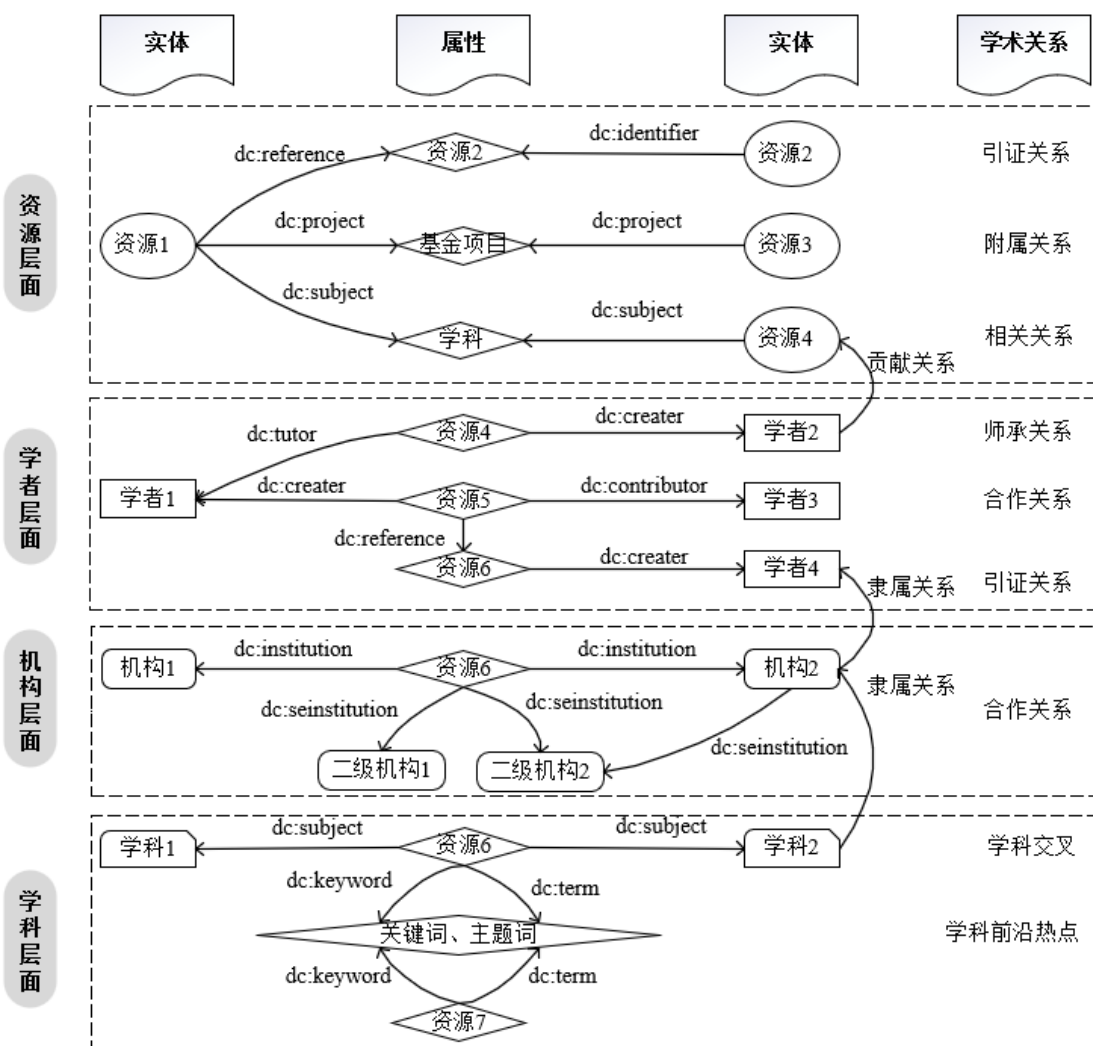 实体
属性
实体
学术关系
资源层面
dc:reference
资源2
dc:identifier
资源2
引证关系
资源1
dc:project
基金项目
dc:project
资源3
附属关系
dc:subject
学科
dc:subject
资源4
相关关系
贡献关系
学者层面
dc:tutor
资源4
dc:creater
学者2
师承关系
学者1
dc:creater
资源5
dc:contributor
学者3
合作关系
dc:reference
资源6
dc:creater
学者4
隶属关系
引证关系
机构层面
机构1
dc:institution
资源6
dc:institution
机构2
隶属关系
合作关系
dc:seinstitution
dc:seinstitution
dc:seinstitution
二级机构1
二级机构2
学科层面
学科1
dc:subject
资源6
dc:subject
学科2
学科交叉
dc:keyword
dc:term
关键词、主题词
学科前沿热点
dc:keyword
dc:term
资源7